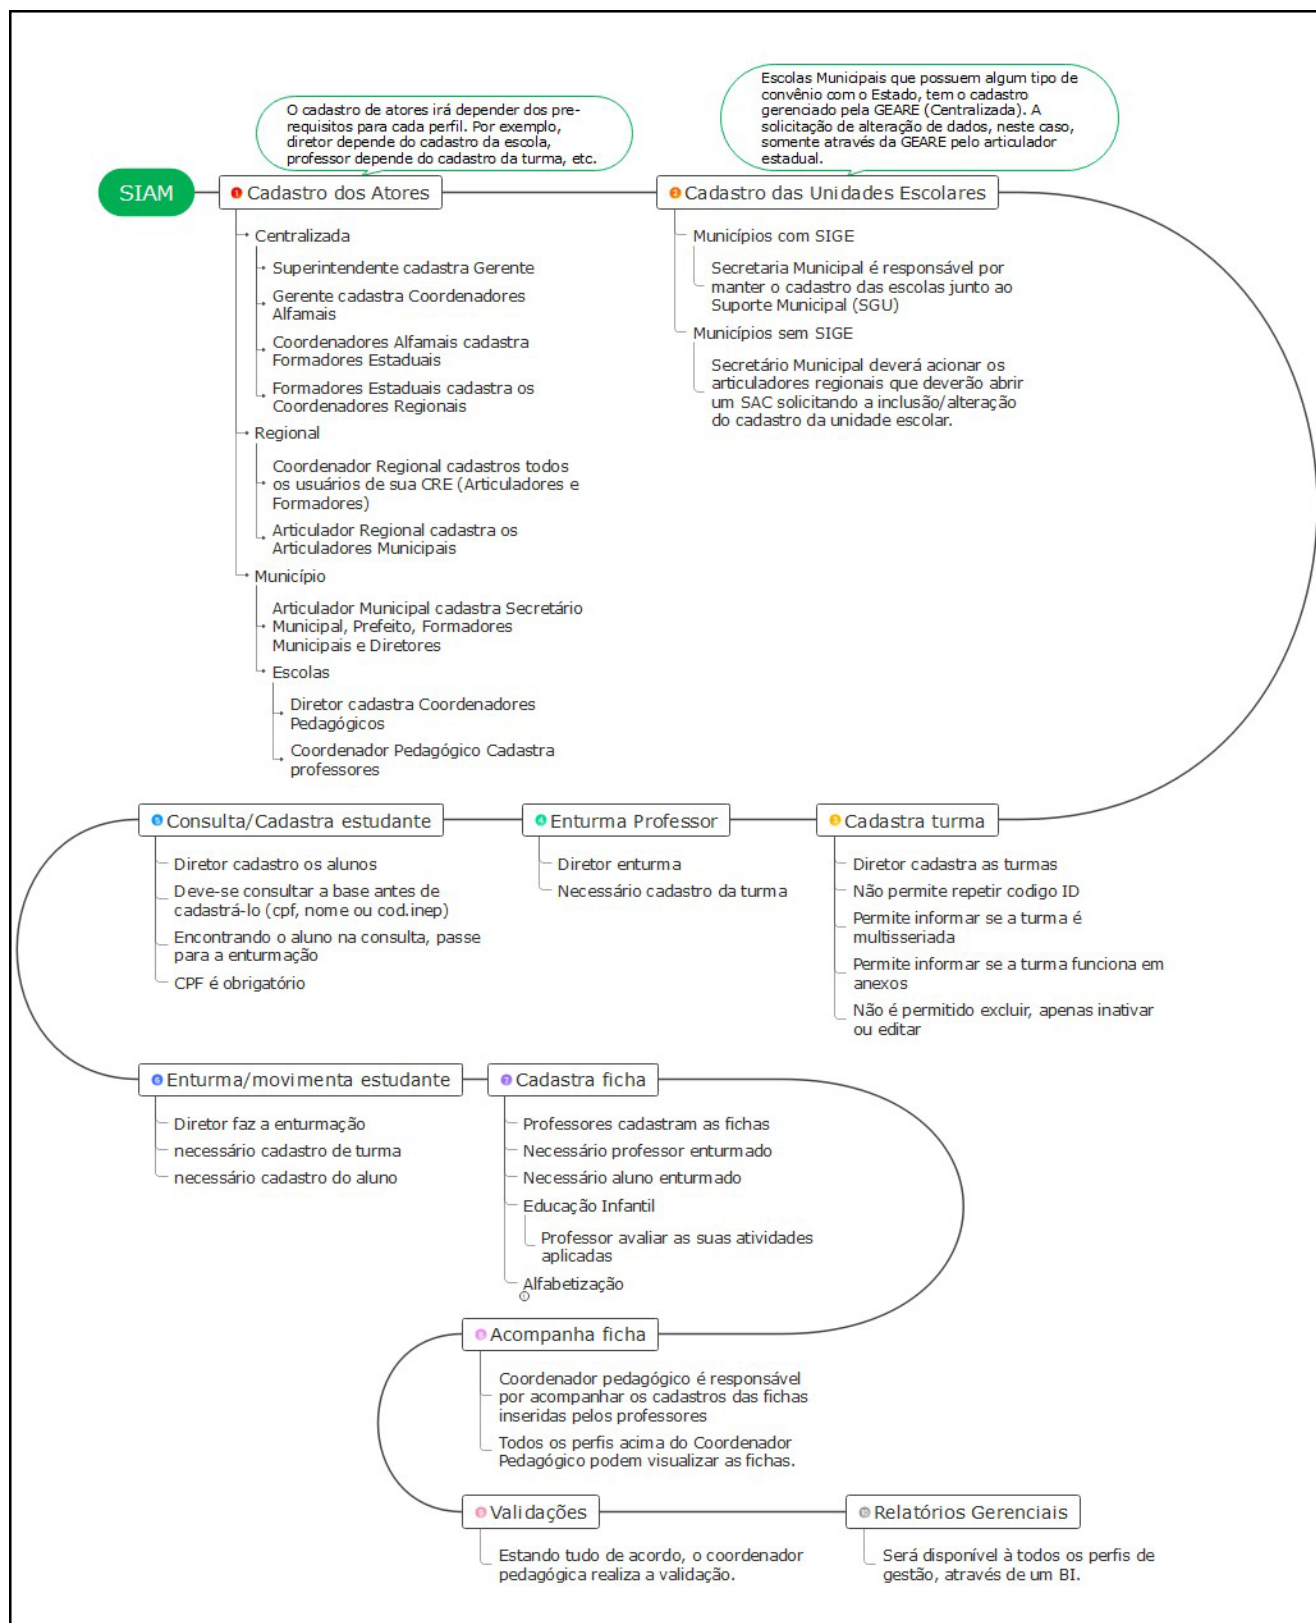 O cadastro de atores irá depender dos pre-
requisitos para cada perfil. Por exemplo,
diretor depende do cadastro da escola,
professor depende do cadastro da turma, etc.
Escolas Municipais que possuem algum tipo de
convênio com o Estado, tem o cadastro
gerenciado pela GEARE (Centralizada). A
solicitação de alteração de dados, neste caso,
somente através da GEARE pelo articulador
estadual.
SIAM
1 Cadastro dos Atores
Centralizada
Superintendente cadastra Gerente
Gerente cadastra Coordenadores
Alfamais
Coordenadores Alfamais cadastra
Formadores Estaduais
Formadores Estaduais cadastra os
Coordenadores Regionais
Regional
Coordenador Regional cadastros todos
os usuários de sua CRE (Articuladores e
Formadores)
Articulador Regional cadastra os
Articuladores Municipais
Município
Articulador Municipal cadastra Secretário
Municipal, Prefeito, Formadores
Municipais e Diretores
Escolas
Diretor cadastra Coordenadores
Pedagógicos
Coordenador Pedagógico Cadastra
professores
2 Cadastro das Unidades Escolares
Municípios com SIGE
Secretaria Municipal é responsável por
manter o cadastro das escolas junto ao
Suporte Municipal (SGU)
Municípios sem SIGE
Secretário Municipal deverá acionar os
articuladores regionais que deverão abrir
um SAC solicitando a inclusão/alteração
do cadastro da unidade escolar.
3 Cadastra turma
Diretor cadastra as turmas
Não permite repetir codigo ID
Permite informar se a turma é
multisseriada
Permite informar se a turma funciona em
anexos
Não é permitido excluir, apenas inativar
ou editar
4 Enturma Professor
Diretor enturma
Necessário cadastro da turma
5 Consulta/Cadastra estudante
Diretor cadastro os alunos
Deve-se consultar a base antes de
cadastrá-lo (cpf, nome ou cod.inep)
Encontrando o aluno na consulta, passe
para a enturmação
CPF é obrigatório
6 Enturma/movimenta estudante
Diretor faz a enturmação
necessário cadastro de turma
necessário cadastro do aluno
7 Cadastra ficha
Professores cadastram as fichas
Necessário professor enturmado
Necessário aluno enturmado
Educação Infantil
Professor avaliar as suas atividades
aplicadas
Alfabetização
1
8 Acompanha ficha
Coordenador pedagógico é responsável
por acompanhar os cadastros das fichas
inseridas pelos professores
Todos os perfis acima do Coordenador
Pedagógico podem visualizar as fichas.
9 Validações
Estando tudo de acordo, o coordenador
pedagógica realiza a validação.
10 Relatórios Gerenciais
Será disponível à todos os perfis de
gestão, através de um BI.